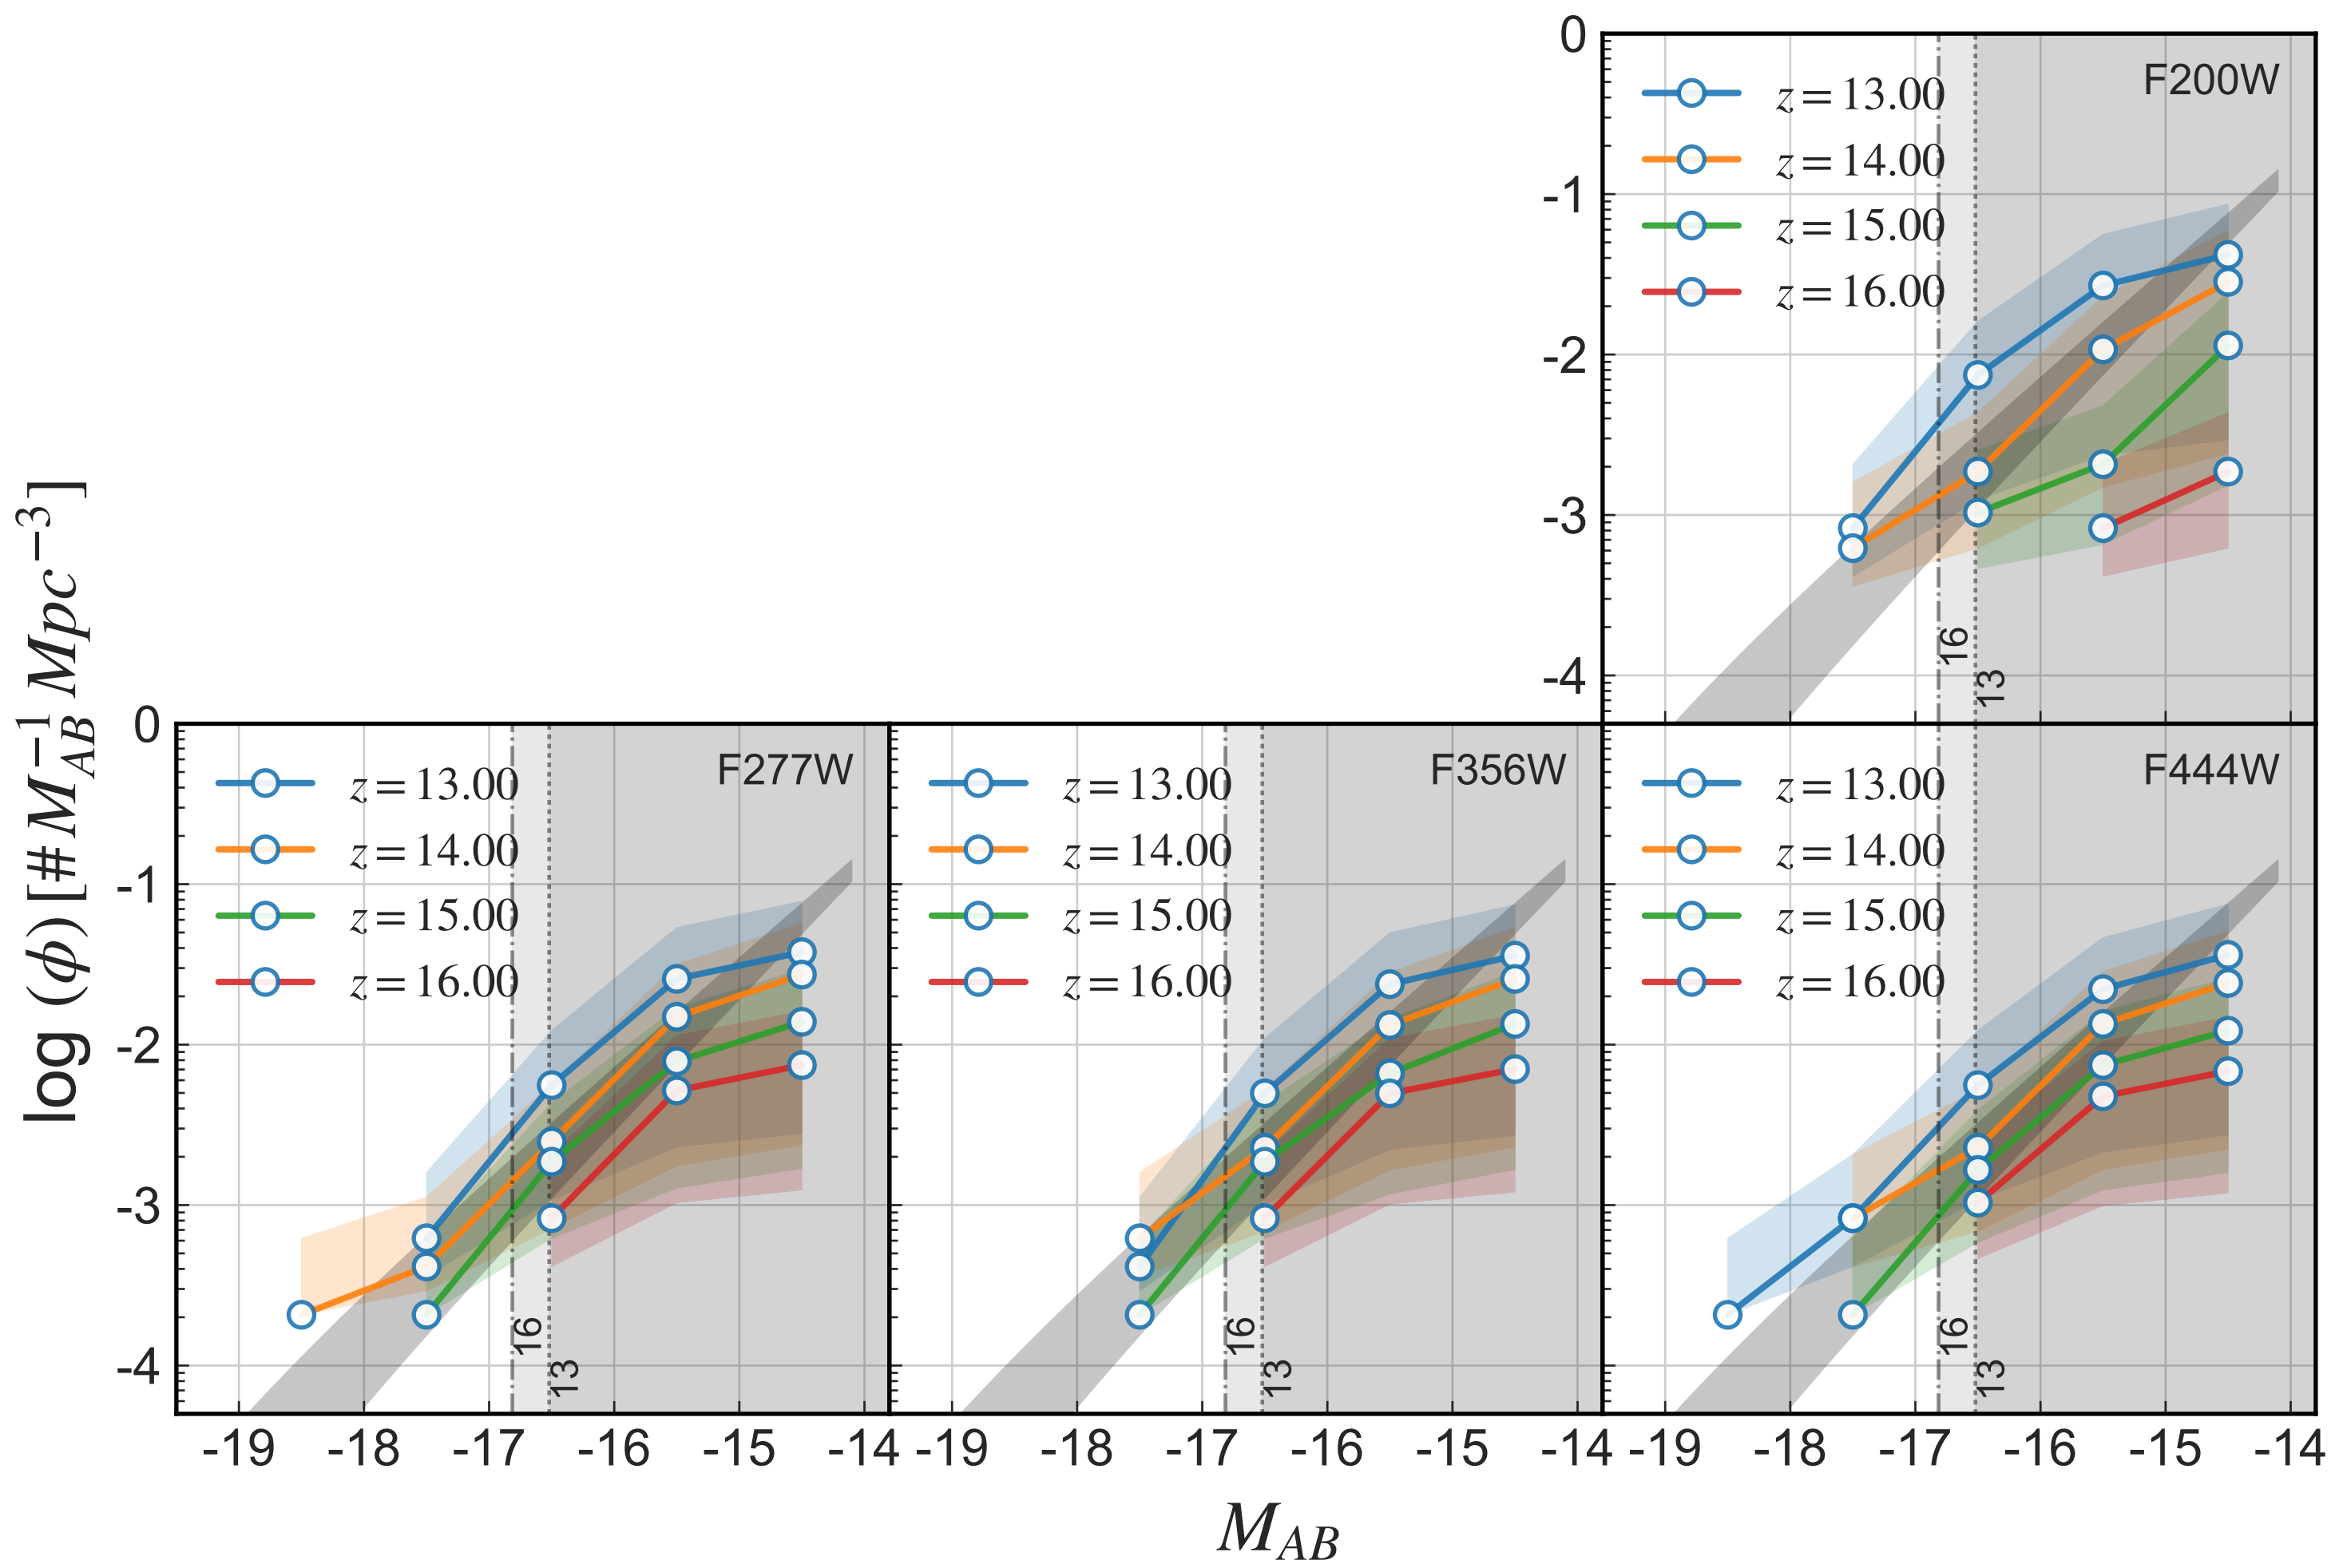 0
-1
-2
-3
-4
F200W
z = 13.00
z = 14.00
z = 15.00
z = 16.00
16
13
log (ϕ) [# M_{AB}^{-1} Mpc^{-3}]
0
-1
-2
-3
-4
F277W
z = 13.00
z = 14.00
z = 15.00
z = 16.00
16
13
F356W
z = 13.00
z = 14.00
z = 15.00
z = 16.00
16
13
F444W
z = 13.00
z = 14.00
z = 15.00
z = 16.00
16
13
-19 -18 -17 -16 -15 -14 -19 -18 -17 -16 -15 -14 -19 -18 -17 -16 -15 -14
M_{AB}